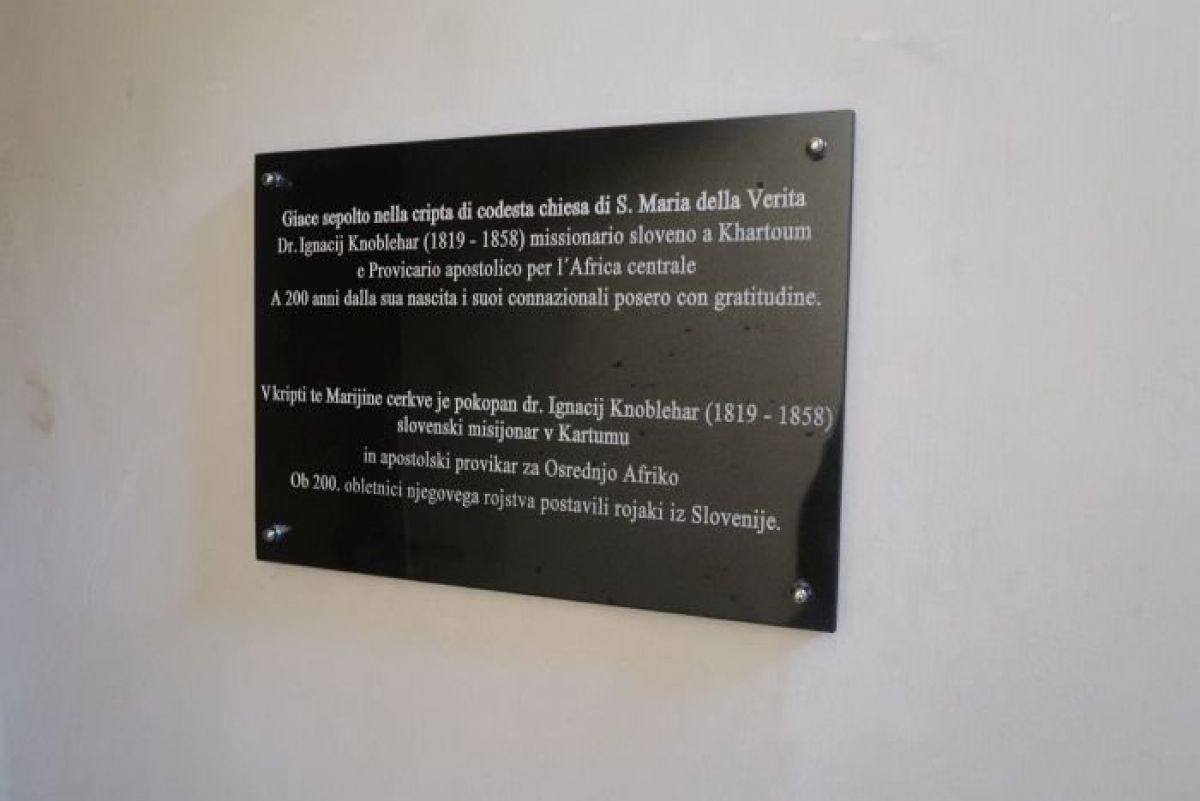 Giace sepolto nella cripta di codesta chiesa di S. Maria della Verita
Dr. Ignacij Knoblehar (1819 - 1858) missionario sloveno a Khartoum
e Provicario apostolico per l´Africa centrale
A 200 anni dalla sua nascita i suoi connazionali posero con gratitudine.
V kripti te Marijine cerkve je pokopan dr. Ignacij Knoblehar (1819 - 1858)
slovenski misijonar v Kartumu
in apostolski provikar za Osrednjo Afriko
Ob 200. obletnici njegovega rojstva postavili rojaki iz Slovenije.